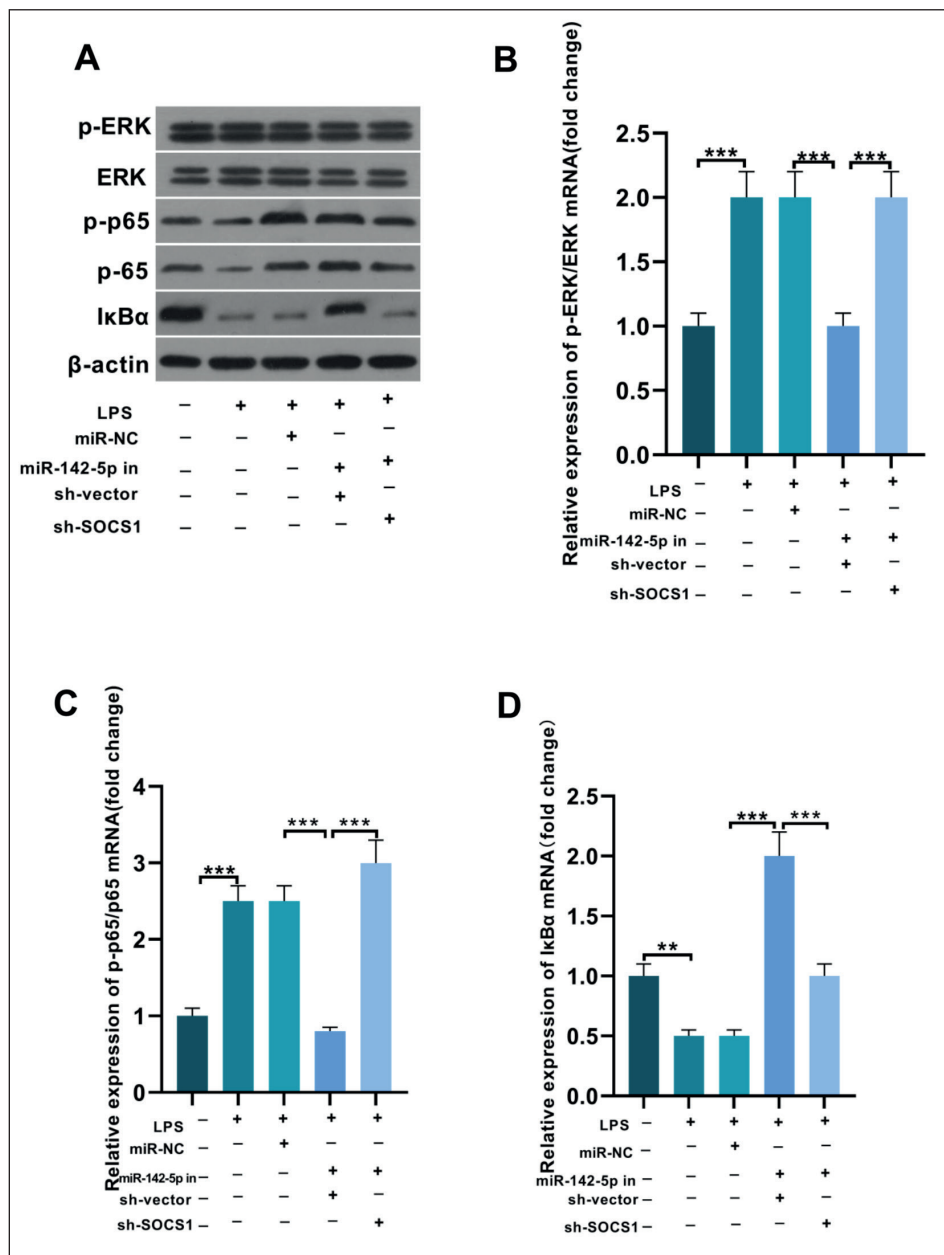 A
p-ERK
ERK
p-p65
p-65
IκBα
β-actin
LPS – + + + +
miR-NC – – + – –
miR-142-5p in – – – + +
sh-vector – – – + –
sh-SOCS1 – – – – +
B
Relative expression of p-ERK/ERK mRNA(fold change)
2.5
2.0
1.5
1.0
0.5
0.0
*** *** ***
LPS – + + + +
miR-NC – – + – –
miR-142-5p in – – – + +
sh-vector – – – + –
sh-SOCS1 – – – – +
C
Relative expression of p-p65/p65 mRNA(fold change)
4
3
2
1
0
*** *** ***
LPS – + + + +
miR-NC – – + – –
miR-142-5p in – – – + +
sh-vector – – – + –
sh-SOCS1 – – – – +
D
Relative expression of IκBα mRNA(fold change)
2.5
2.0
1.5
1.0
0.5
0.0
** *** ***
LPS – + + + +
miR-NC – – + – –
miR-142-5p in – – – + +
sh-vector – – – + –
sh-SOCS1 – – – – +